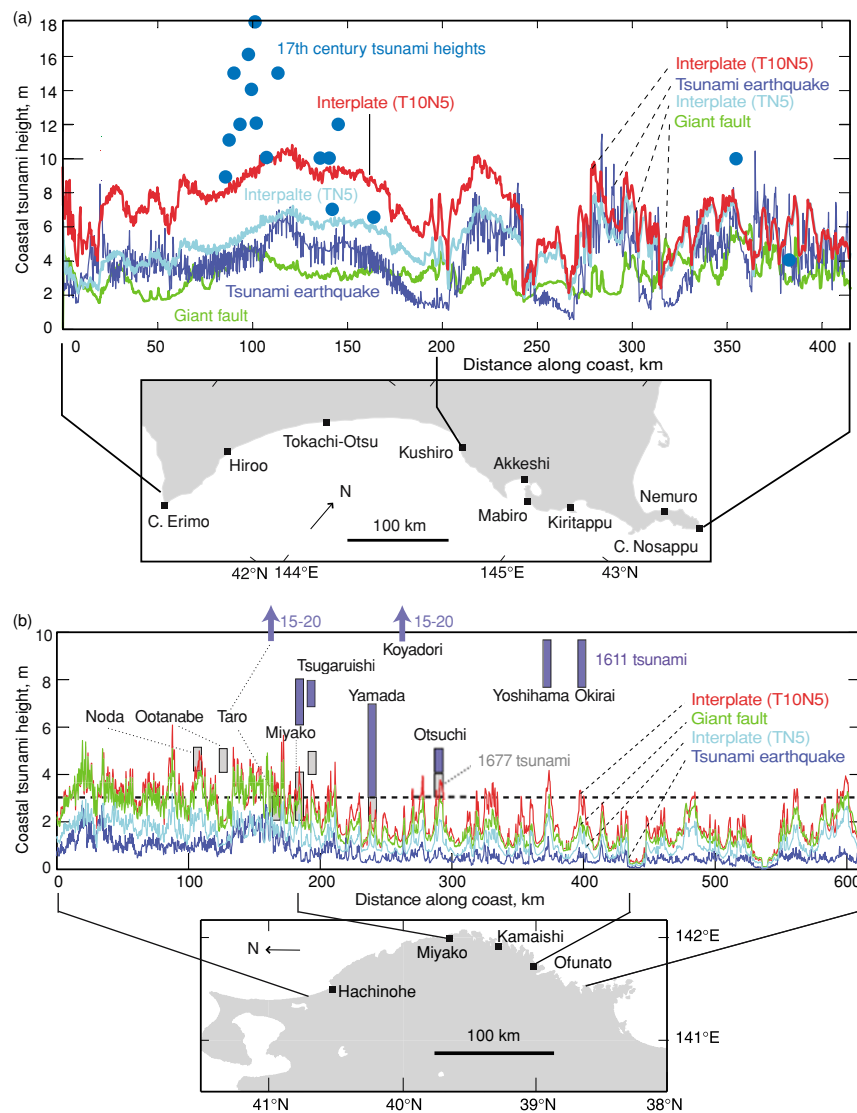 (a)
18
16
14
12
10
8
6
4
2
0
Coastal tsunami height, m
17th century tsunami heights
Interplate (T10N5)
Interpalte (TN5)
Tsunami earthquake
Giant fault
Interplate (T10N5)
Tsunami earthquake
Interplate (TN5)
Giant fault
0 50 100 150 200 250 300 350 400
Distance along coast, km
Tokachi-Otsu
Hiroo
Kushiro
Akkeshi
C. Erimo
N
Mabiro
Kiritappu
Nemuro
100 km
C. Nosappu
42°N 144°E 145°E 43°N
(b)
15-20 15-20
10
8
6
4
2
0
Coastal tsunami height, m
Koyadori
Tsugaruishi
1611 tsunami
Yamada
Yoshihama Okirai
Noda Ootanabe Taro
Miyako
Otsuchi
1677 tsunami
Interplate (T10N5)
Giant fault
Interplate (TN5)
Tsunami earthquake
0 100 200 300 400 500 600
Distance along coast, km
N
Miyako
Kamaishi
Ofunato
Hachinohe
142°E
141°E
100 km
41°N 40°N 39°N 38°N